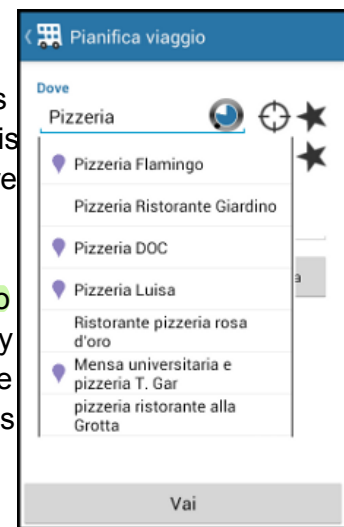 Pianifica viaggio
Dove
Pizzeria
Pizzeria Flamingo
Pizzeria Ristorante Giardino
Pizzeria DOC
Pizzeria Luisa
Ristorante pizzeria rosa
d'oro
Mensa universitaria e
pizzeria T. Gar
pizzeria ristorante alla
Grotta
Vai